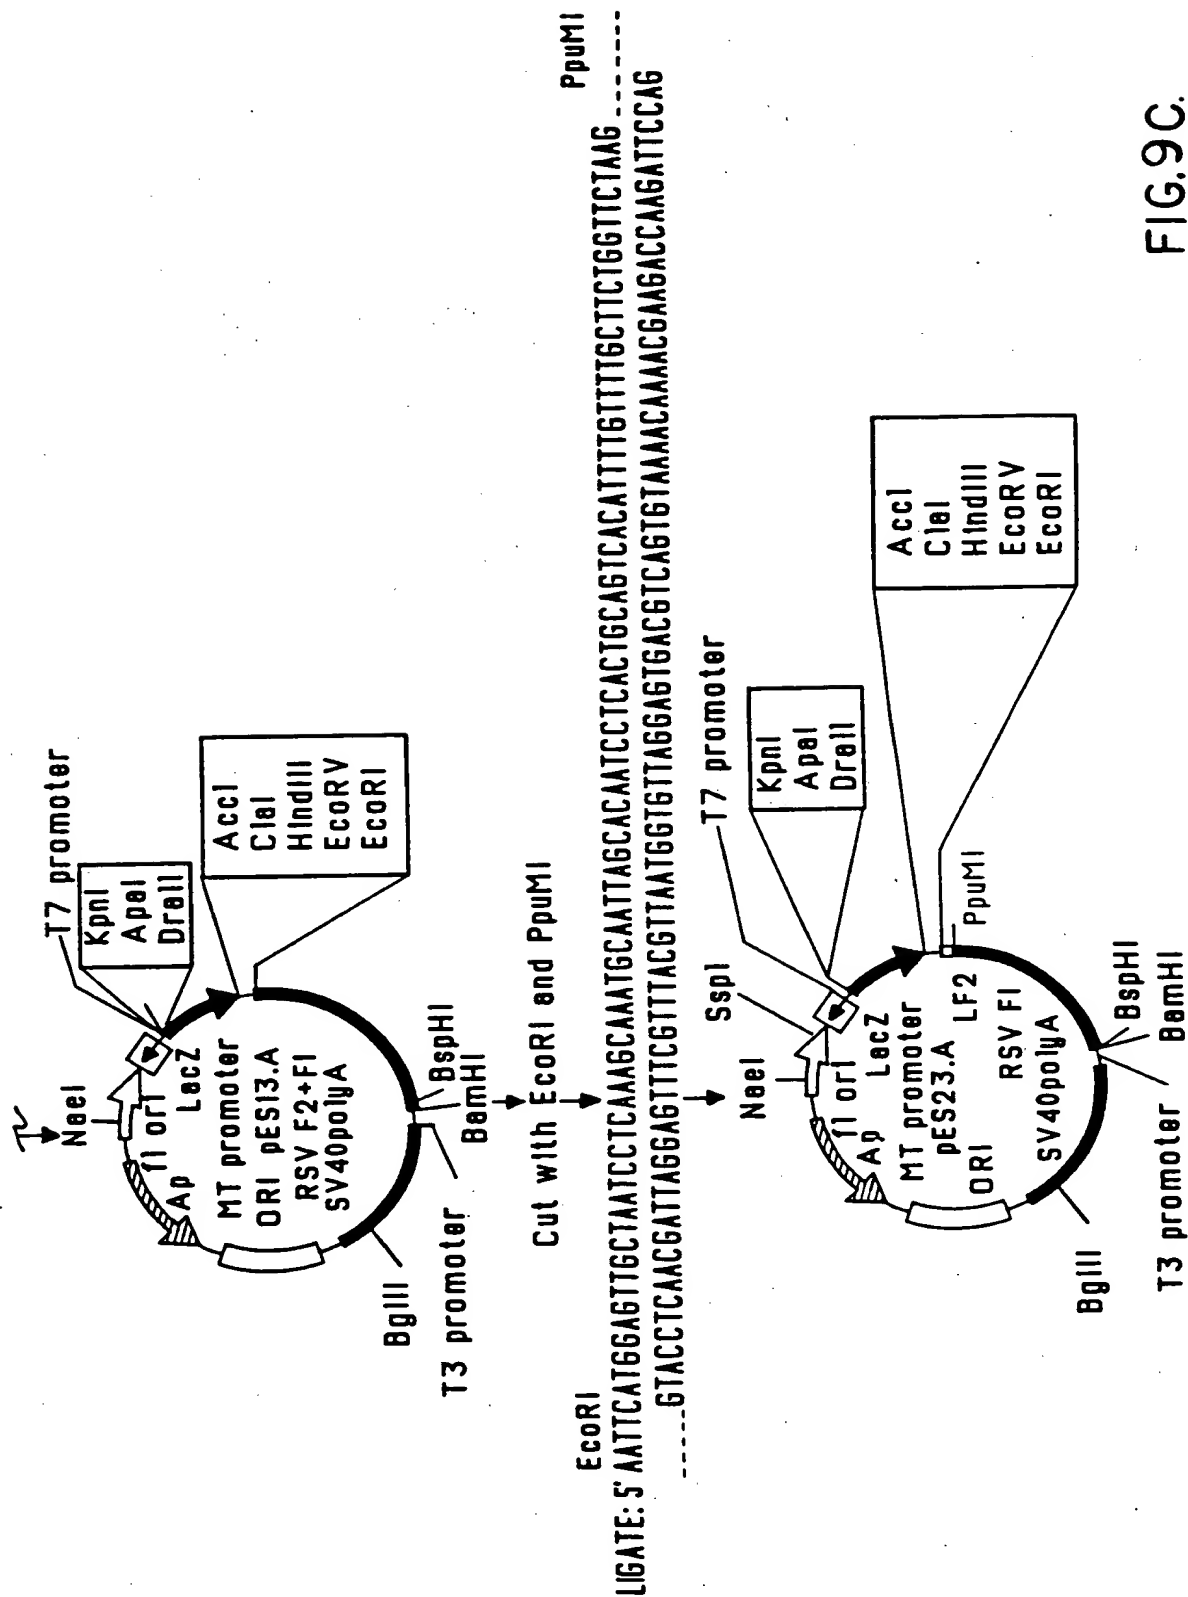 NaeI
T7 promoter
KpnI
ApaI
DraII
f1 ori
LacZ
Ap
MT promoter
ORI pES13.A
RSV F2+F1
SV40polyA
AccI
ClaI
HindIII
EcoRV
EcoRI
BglII
T3 promoter
BspHI
BamHI
Cut with EcoRI and PpuMI
EcoRI PpuMI
LIGATE: 5' AATTCATGGAGTTGCTAATCCTCAAAGCAAATGCAATTAGCACAATCCTCACTGCAGTCACATTTTGTTTTGCTTCTGGTTCTAAG ------
-----GTACCTCAACGATTAGGAGTTTCGTTTACGTTAATGGTGTTAGGAGTGACGTCAGTGTAAAACAAAACGAAGACCAAGATTCCAG
NaeI
SspI
T7 promoter
KpnI
ApaI
DraII
f1 ori
LacZ
Ap
MT promoter
pES23.A
ORI
LF2
RSV F1
SV40polyA
PpuMI
AccI
ClaI
HindIII
EcoRV
EcoRI
BglII
T3 promoter
BspHI
BamHI
FIG.9C.